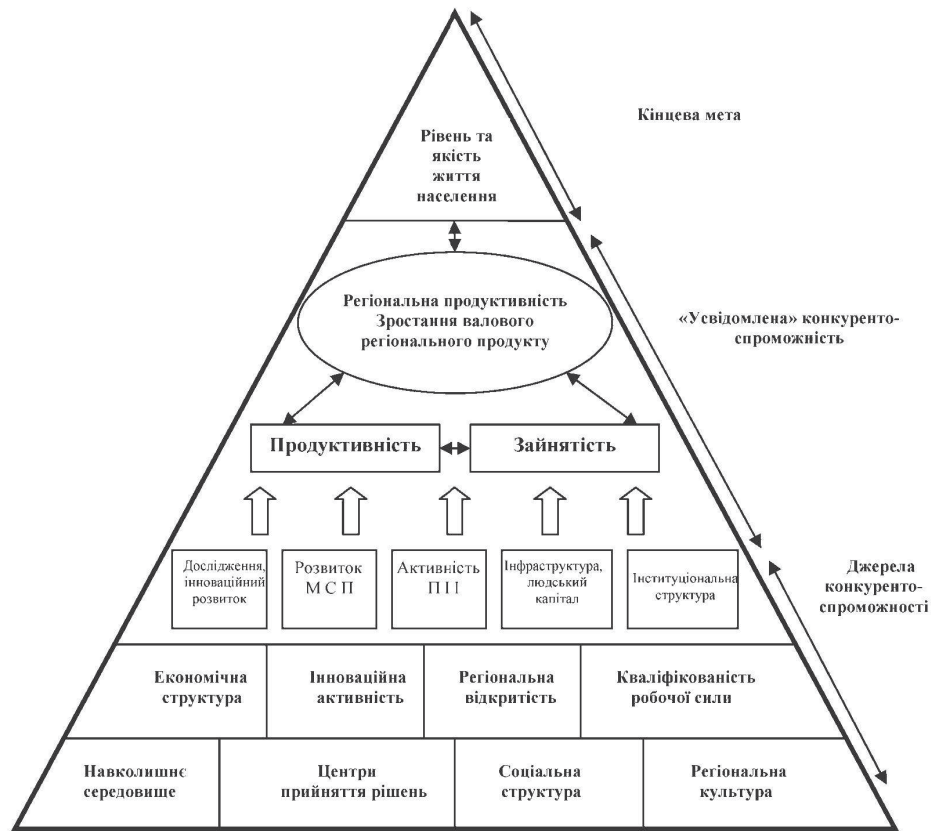 Кінцева мета
Рівень та
якість
життя
населення
Регіональна продуктивність
Зростання валового
регіонального продукту
«Усвідомлена» конкуренто-
спроможність
Продуктивність
Зайнятість
Джерела
конкуренто-
спроможності
Дослідження,
інноваційний
розвиток
Розвиток
М С П
Активність
П І І
Інфраструктура,
людський
капітал
Інституціональна
структура
Економічна
структура
Інноваційна
активність
Регіональна
відкритість
Кваліфікованість
робочої сили
Навколишнє
середовище
Центри
прийняття рішень
Соціальна
структура
Регіональна
культура